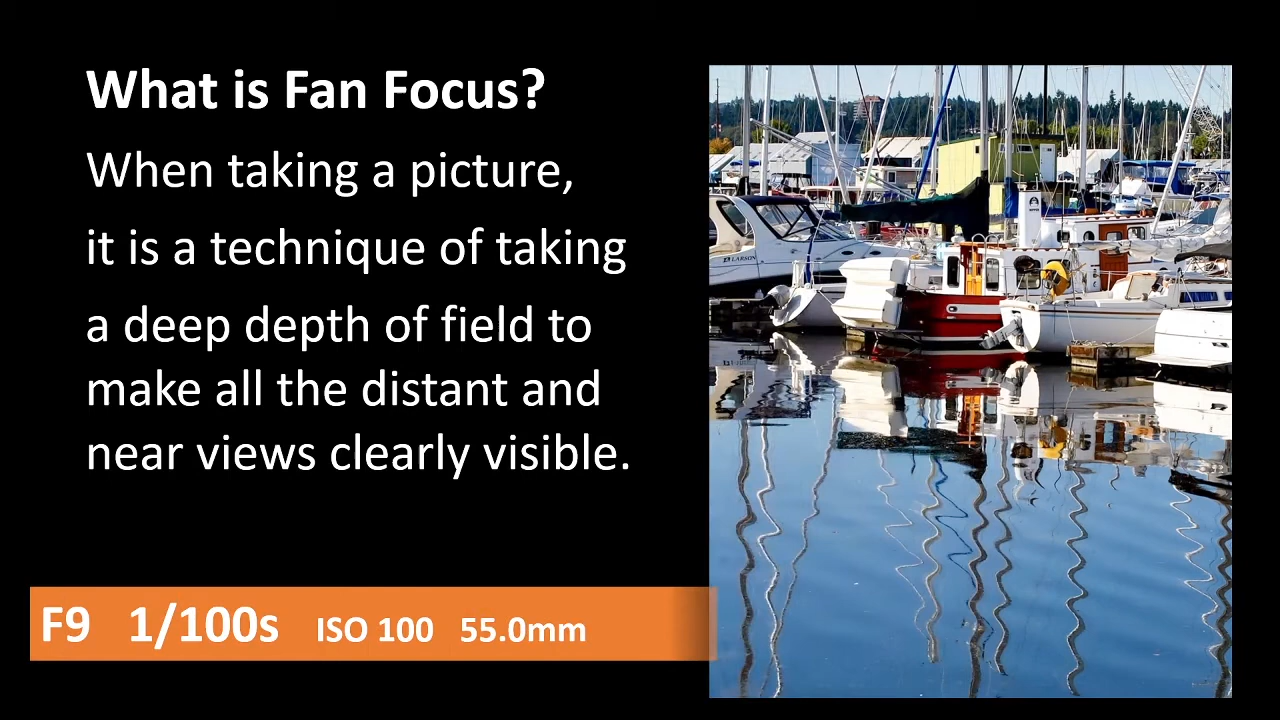 What is Fan Focus?
When taking a picture,
it is a technique of taking
a deep depth of field to
make all the distant and
near views clearly visible.
F9 1/100s ISO 100 55.0mm
LARSON